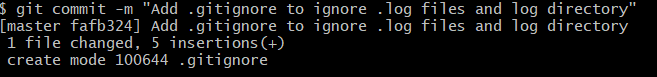 $ git commit -m "Add .gitignore to ignore .log files and log directory"
[master fafb324] Add .gitignore to ignore .log files and log directory
 1 file changed, 5 insertions(+)
 create mode 100644 .gitignore